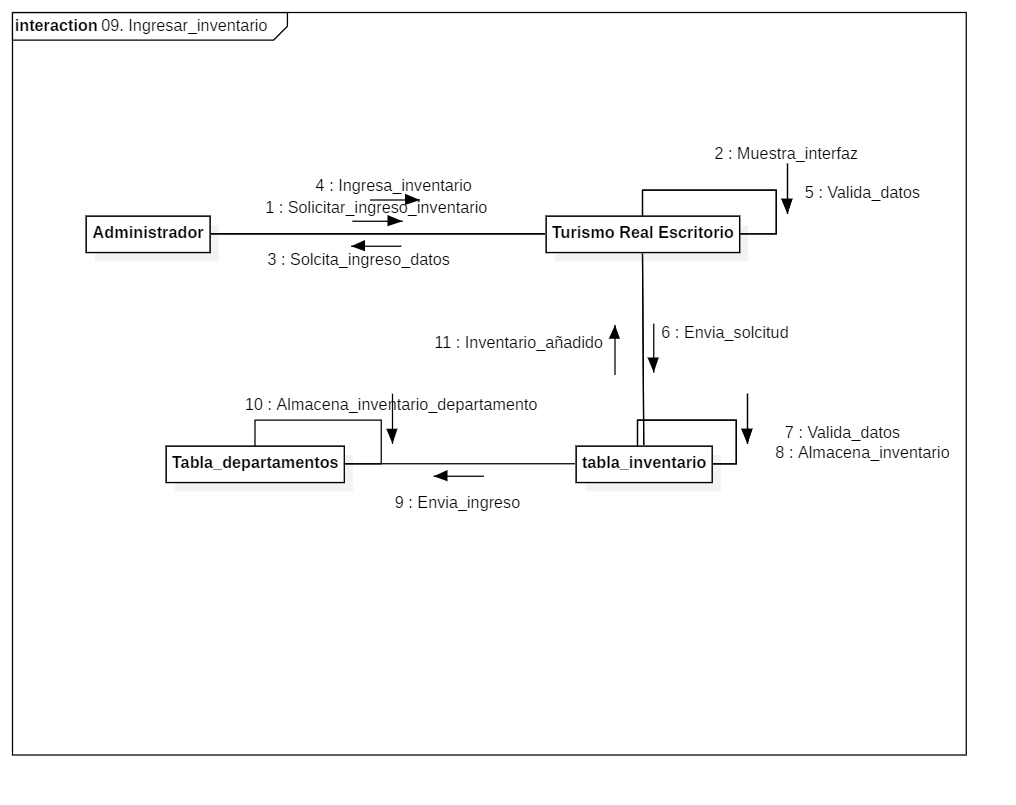 interaction 09. Ingresar_inventario
2 : Muestra_interfaz
4 : Ingresa_inventario
5 : Valida_datos
1 : Solicitar_ingreso_inventario
Administrador
Turismo Real Escritorio
3 : Solcita_ingreso_datos
6 : Envia_solcitud
11 : Inventario_añadido
10 : Almacena_inventario_departamento
7 : Valida_datos
8 : Almacena_inventario
Tabla_departamentos
tabla_inventario
9 : Envia_ingreso